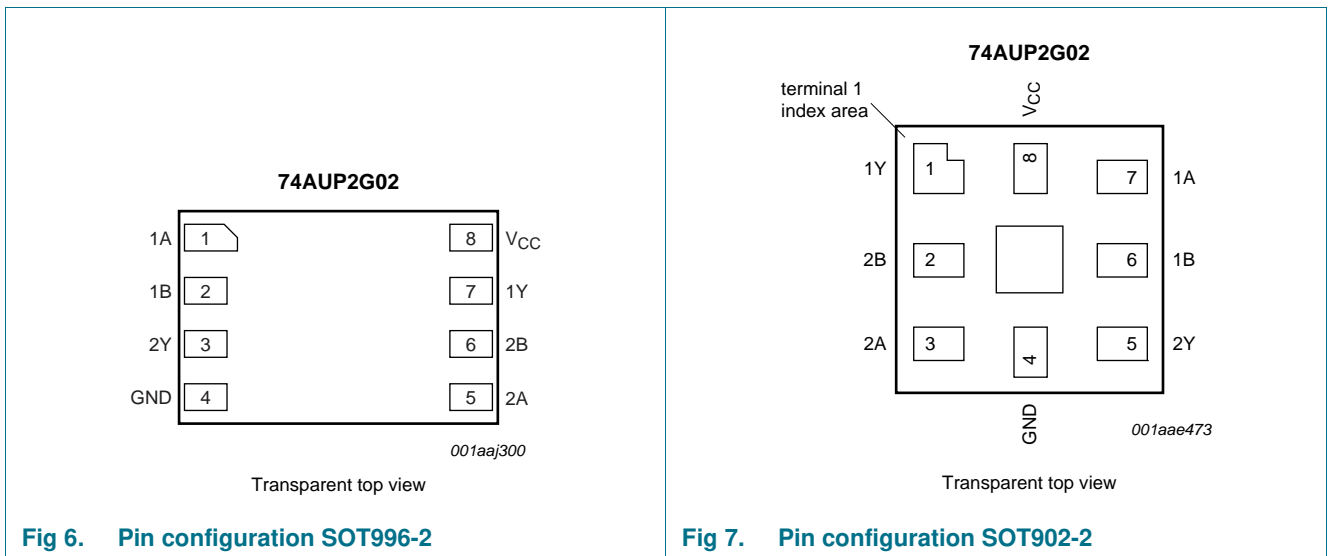 74AUP2G02
1A 1 8 VCC
1B 2 7 1Y
2Y 3 6 2B
GND 4 5 2A
001aaj300
Transparent top view
Fig 6. Pin configuration SOT996-2
74AUP2G02
terminal 1
index area
VCC
1Y 1 8 7 1A
2B 2 6 1B
2A 3 4 5 2Y
GND
001aae473
Transparent top view
Fig 7. Pin configuration SOT902-2